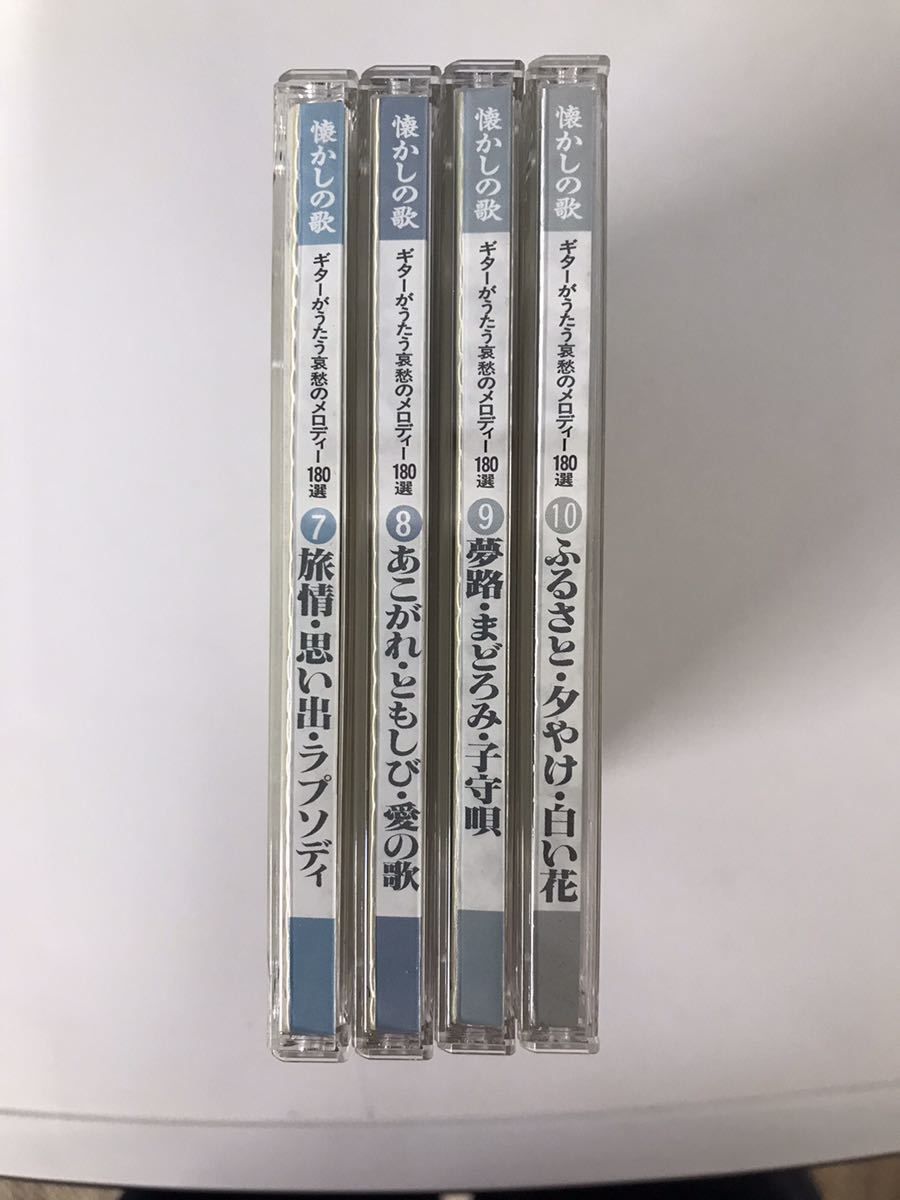 懐かしの歌 ギターがうたう哀愁のメロディー180選 7 旅情・思い出・ラプソディ
懐かしの歌 ギターがうたう哀愁のメロディー180選 8 あこがれ・ともしび・愛の歌
懐かしの歌 ギターがうたう哀愁のメロディー180選 9 夢路・まどろみ・子守唄
懐かしの歌 ギターがうたう哀愁のメロディー180選 10 ふるさと・夕やけ・白い花